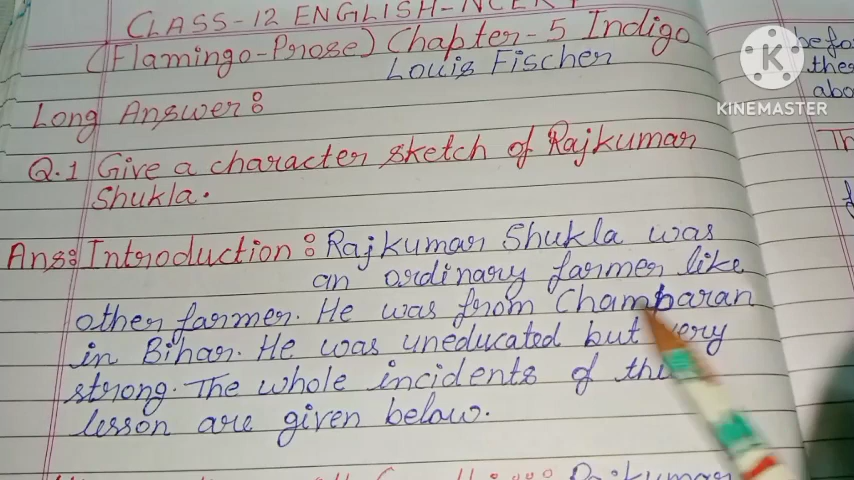 CLASS-12 ENGLISH-NCERT
(Flamingo-Prose) Chapter-5 Indigo
Louis Fischer
Long Answer:
Q.1 Give a character sketch of Rajkumar
Shukla.
Ans: Introduction: Rajkumar Shukla was
an ordinary farmer like
other farmer. He was from Champaran
in Bihar. He was uneducated but very
strong. The whole incidents of this
lesson are given below.
Rajkumar
KINEMASTER